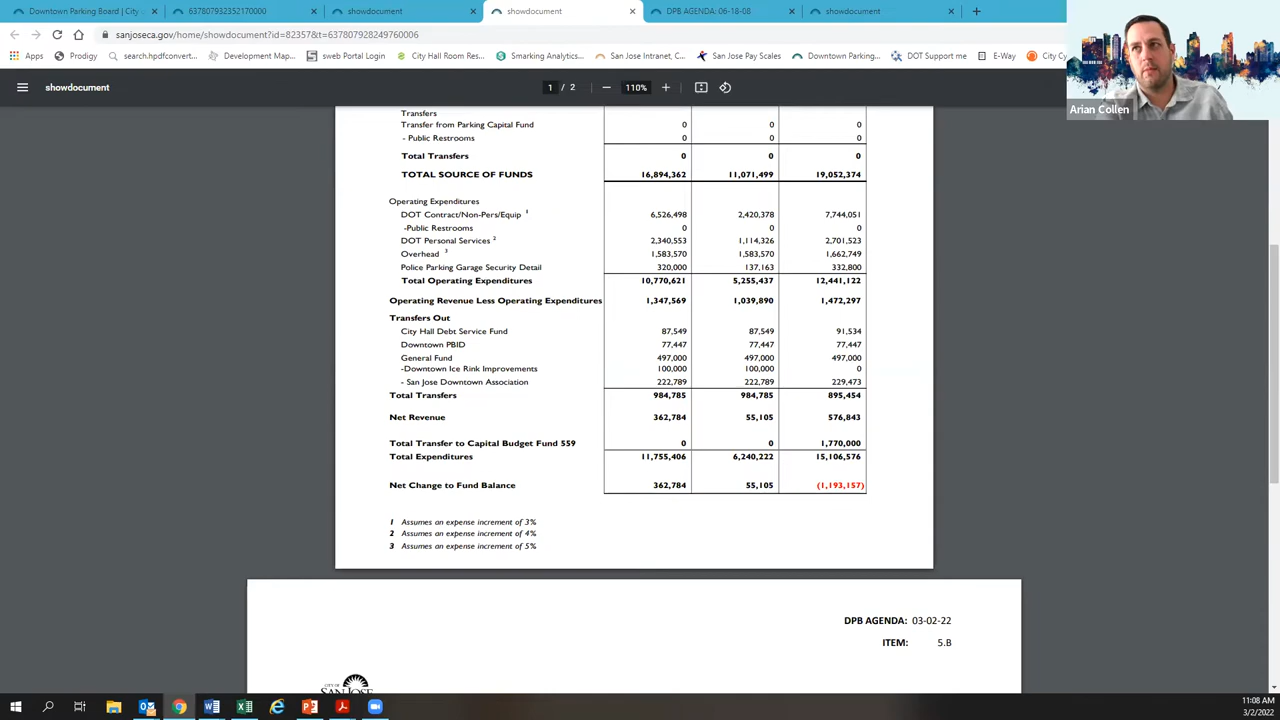 Downtown Parking Board | City
637807932352170000
showdocument
showdocument
DPB AGENDA: 06-18-08
showdocument
sanjoseca.gov/home/showdocument?id=82357&t=637806928249760006
Apps
Prodigy
search.hpdfconvert...
Development Map...
sweb Portal Login
City Hall Room Res...
Smarking Analytics...
San Jose Intranet, C...
San Jose Pay Scales
Downtown Parking...
DOT Support me
E-Way
City Cy
showdocument
1 / 2
110%
Arian Collen
Transfers
Transfer from Parking Capital Fund 0 0 0
- Public Restrooms 0 0 0
Total Transfers 0 0 0
TOTAL SOURCE OF FUNDS 16,894,362 11,071,499 19,052,374
Operating Expenditures
DOT Contract/Non-Pers/Equip 1 6,526,498 2,420,378 7,744,051
-Public Restrooms 0 0 0
DOT Personal Services 2 2,340,553 1,114,326 2,701,523
Overhead 3 1,583,570 1,583,570 1,662,749
Police Parking Garage Security Detail 320,000 137,163 332,800
Total Operating Expenditures 10,770,621 5,255,437 12,441,122
Operating Revenue Less Operating Expenditures 1,347,569 1,039,890 1,472,297
Transfers Out
City Hall Debt Service Fund 87,549 87,549 91,534
Downtown PBID 77,447 77,447 77,447
General Fund 497,000 497,000 497,000
-Downtown Ice Rink Improvements 100,000 100,000 0
- San Jose Downtown Association 222,789 222,789 229,473
Total Transfers 984,785 984,785 895,454
Net Revenue 362,784 55,105 576,843
Total Transfer to Capital Budget Fund 559 0 0 1,770,000
Total Expenditures 11,755,406 6,240,222 15,106,576
Net Change to Fund Balance 362,784 55,105 (1,193,157)
1 Assumes an expense increment of 3%
2 Assumes an expense increment of 4%
3 Assumes an expense increment of 5%
DPB AGENDA: 03-02-22
ITEM: 5.B
CITY OF
SAN JOSE
11:08 AM
3/2/2022